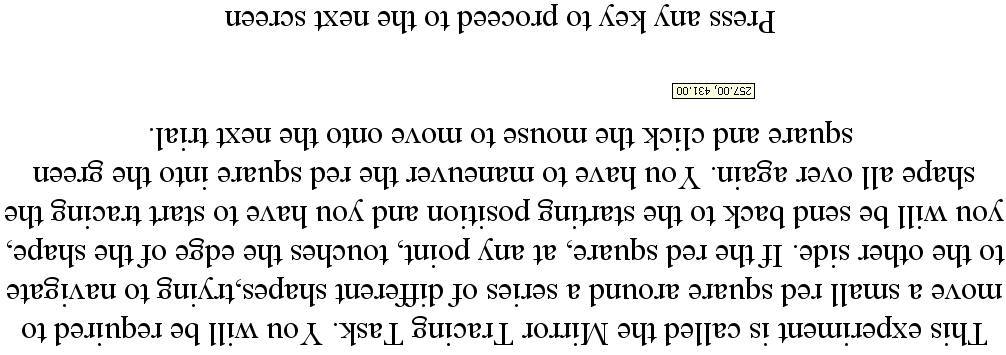 This experiment is called the Mirror Tracing Task. You will be required to
move a small red square around a series of different shapes,trying to navigate
to the other side. If the red square, at any point, touches the edge of the shape,
you will be send back to the starting position and you have to start tracing the
shape all over again. You have to maneuver the red square into the green
square and click the mouse to move onto the next trial.
257.00, 431.00
Press any key to proceed to the next screen